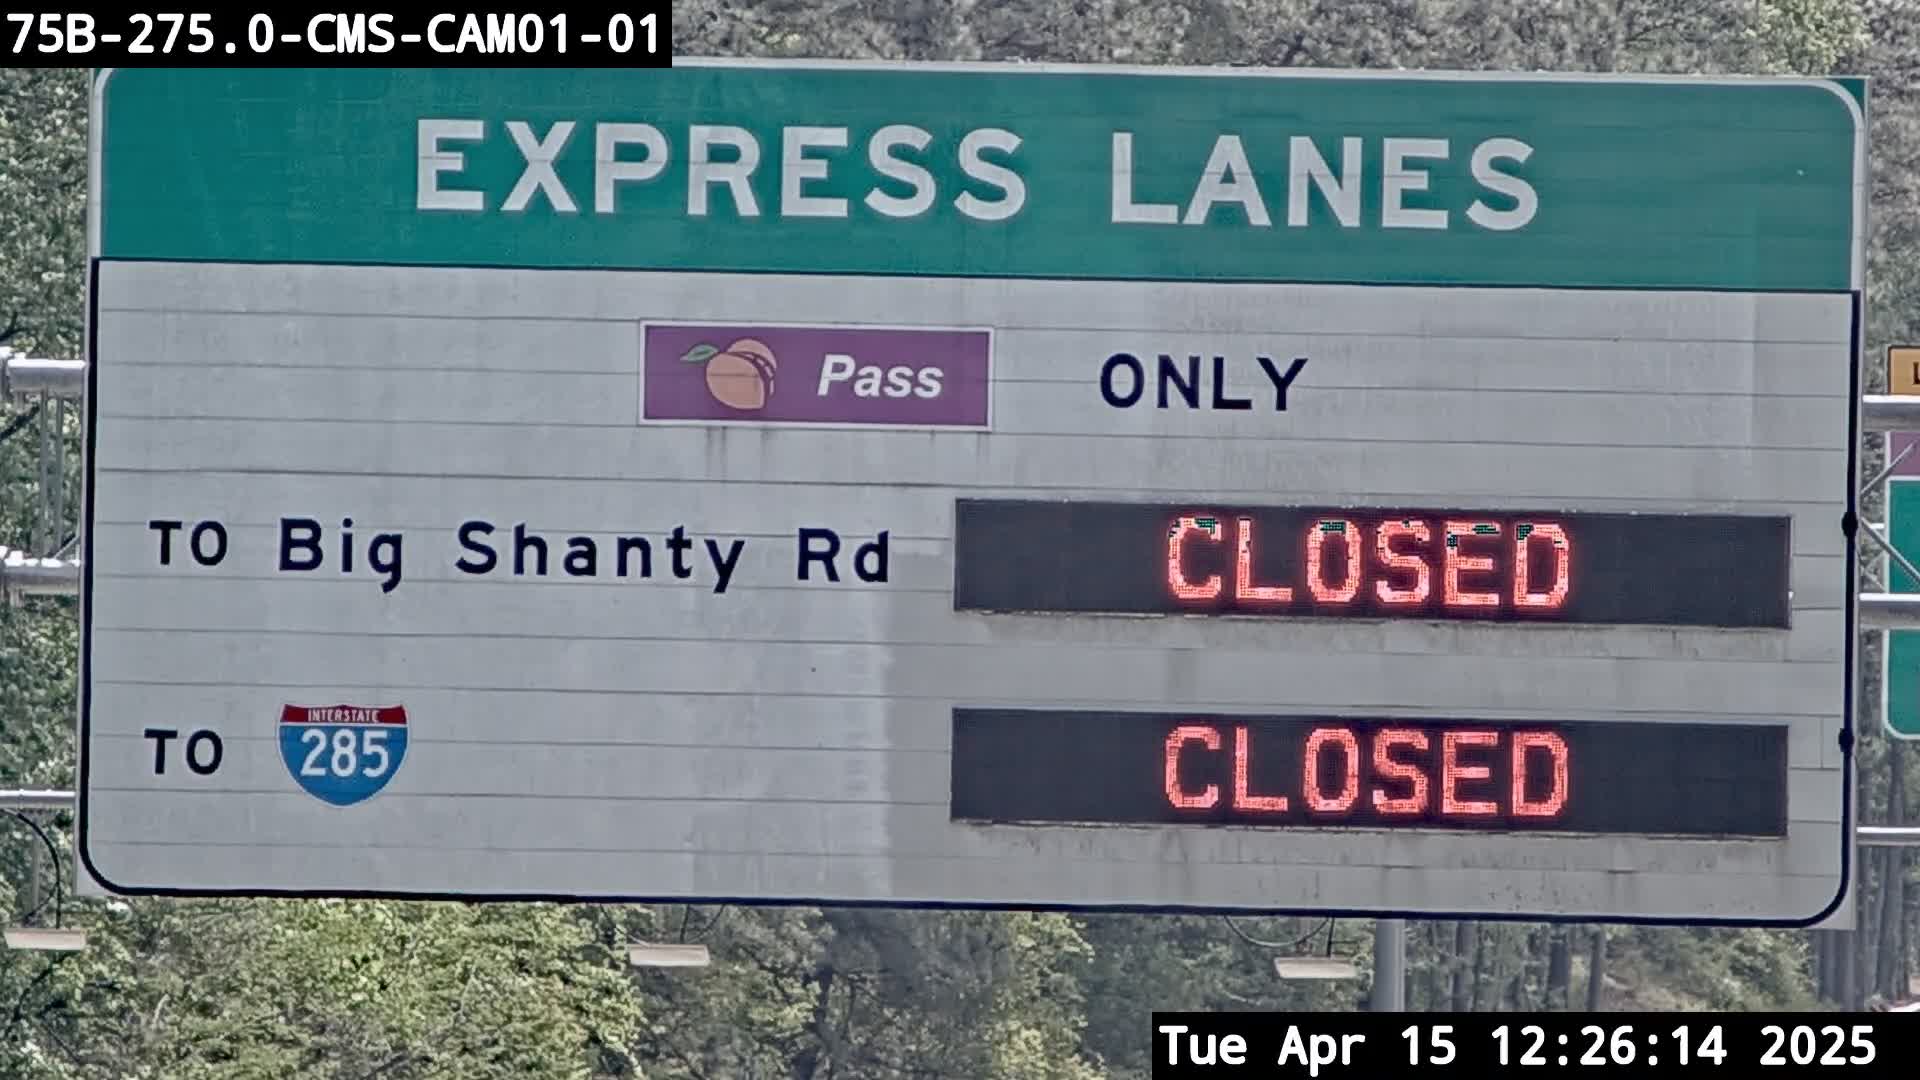 75B-275.0-CMS-CAM01-01
EXPRESS LANES
Pass ONLY
TO Big Shanty Rd CLOSED
TO INTERSTATE 285 CLOSED
Tue Apr 15 12:26:14 2025